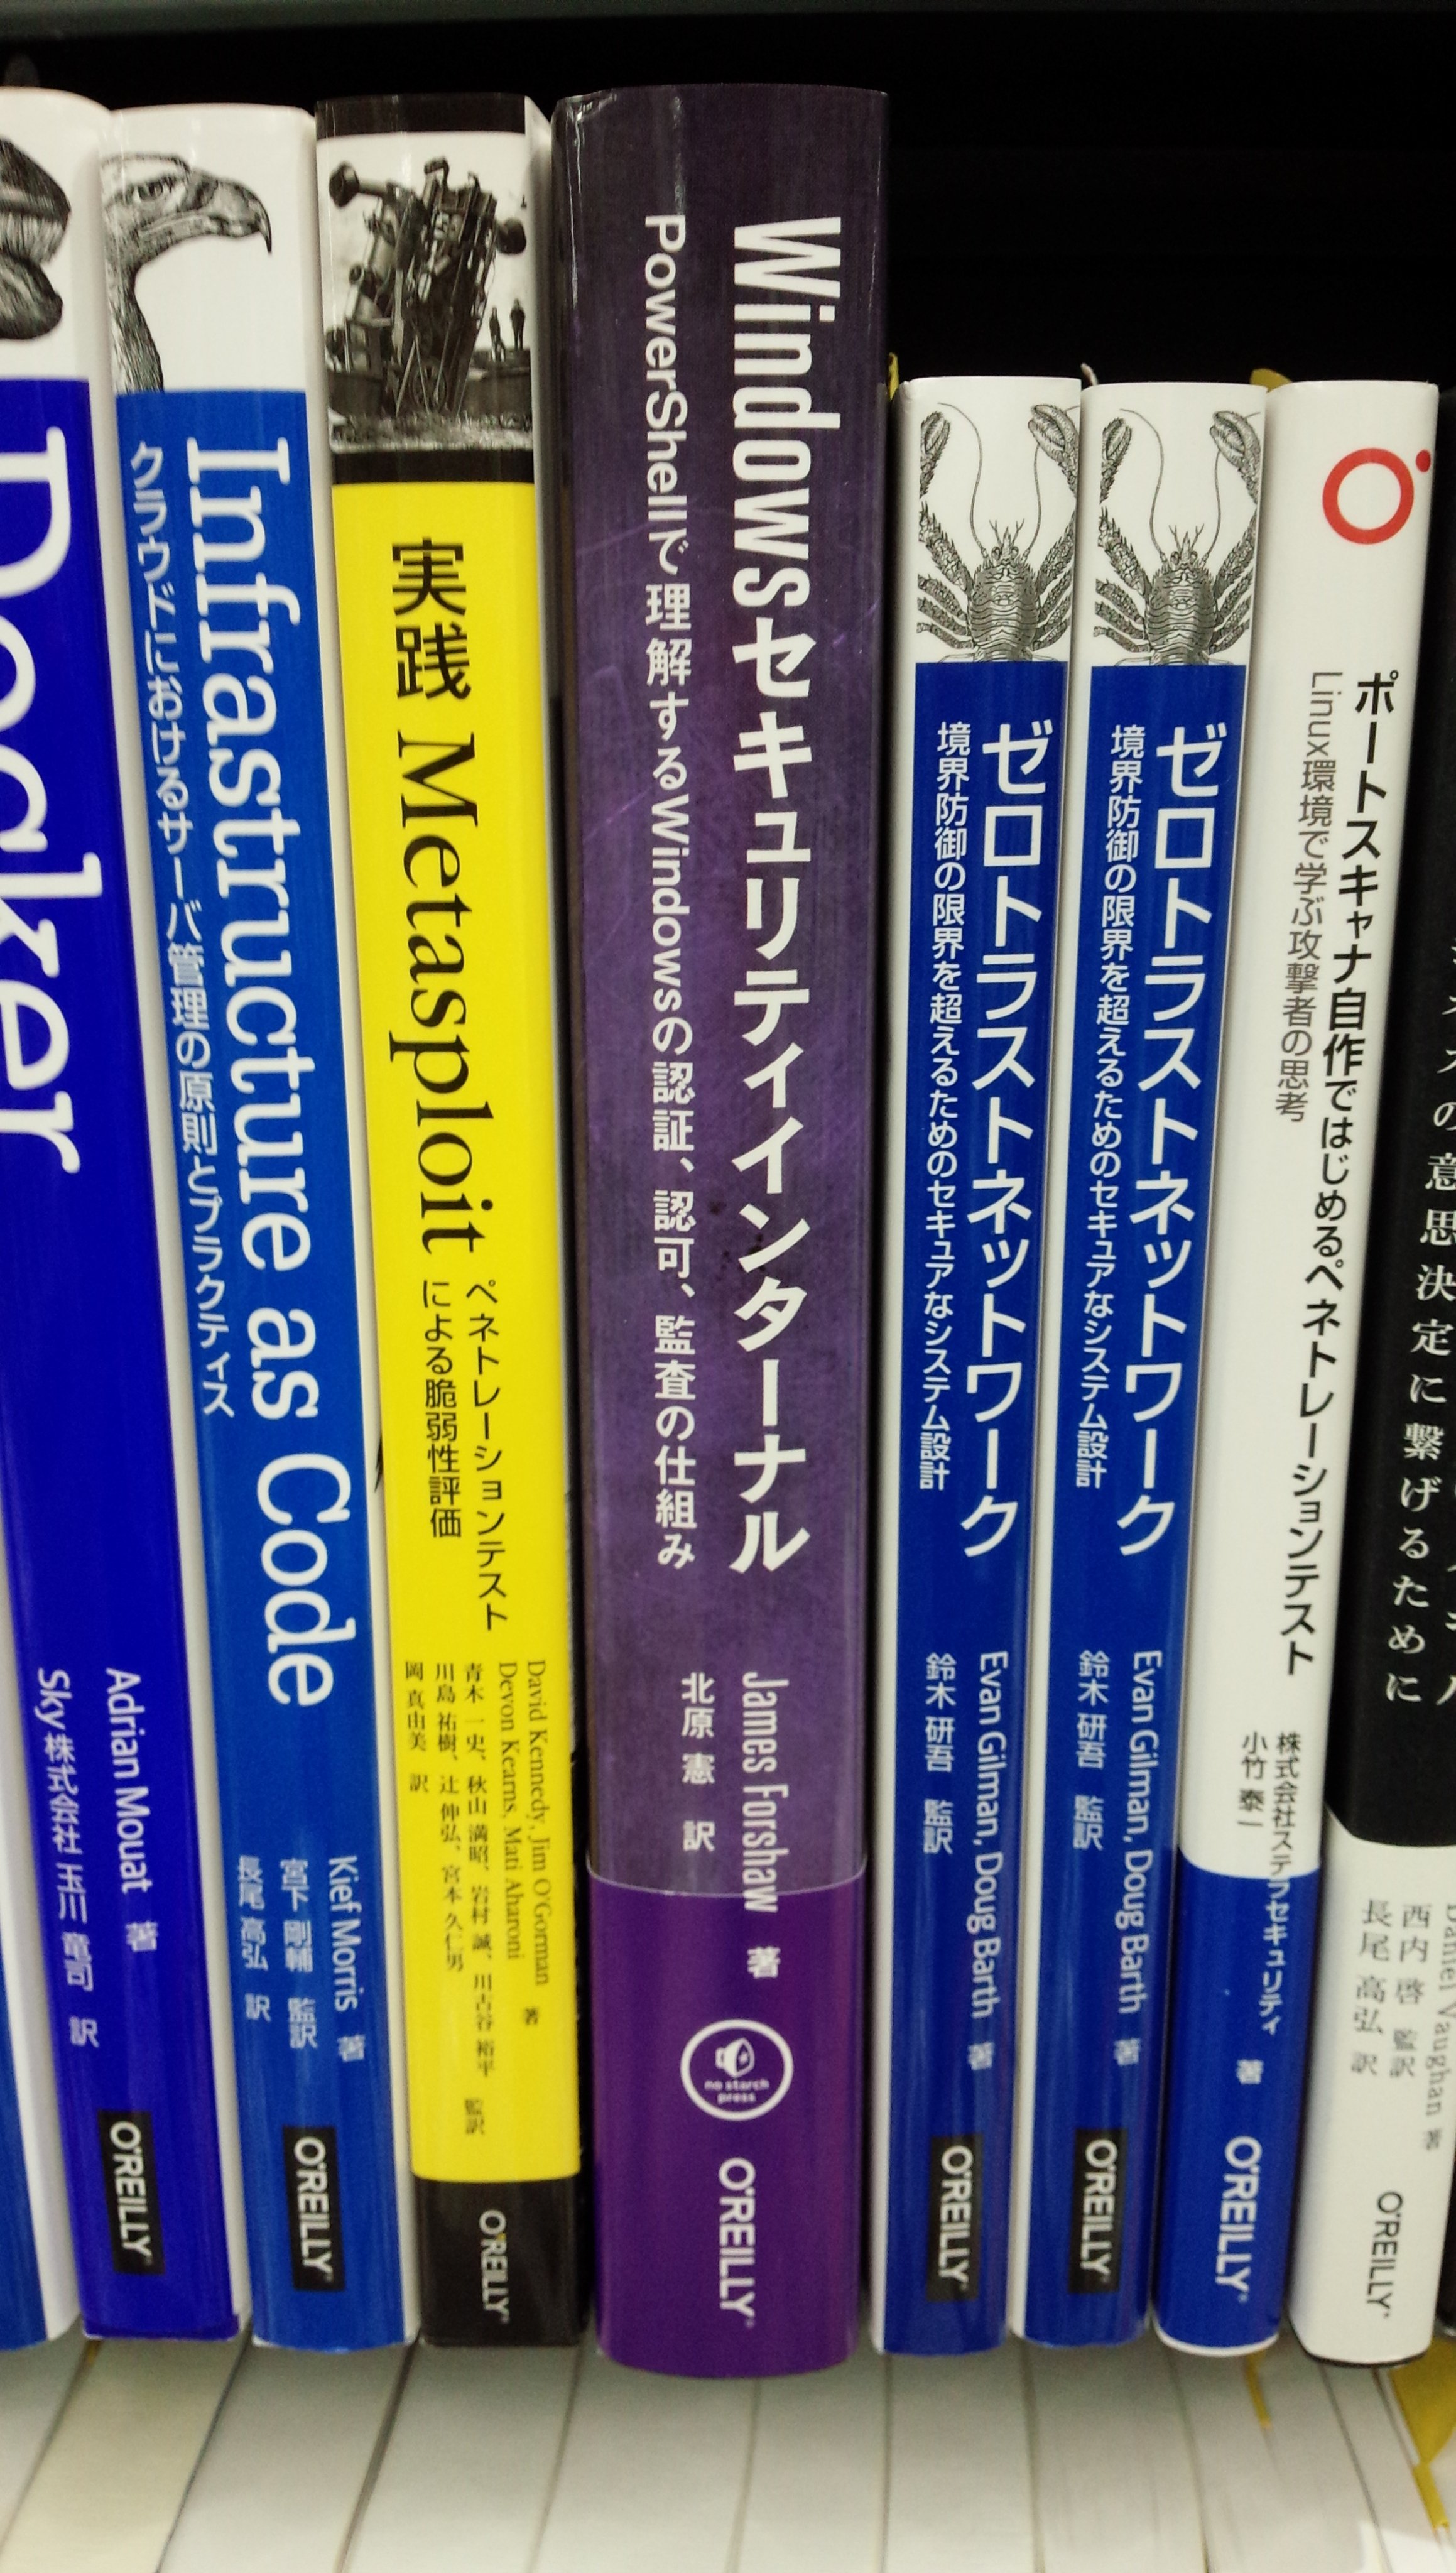 Docker
Adrian Mouat 著
Sky株式会社 玉川 竜司 訳
O'REILLY
Infrastructure as Code
クラウドにおけるサーバ管理の原則とプラクティス
Kief Morris 著
宮下 剛輔 監訳
長尾 高弘 訳
O'REILLY
実践 Metasploit
ペネトレーションテスト
による脆弱性評価
David Kennedy, Jim O'Gorman
Devon Kearns, Mati Aharoni 著
青木 一史、秋山 満昭、岩村 誠、川古谷 裕平 監訳
川島 祐樹、辻 伸弘、宮本 久仁男
岡 真由美 訳
O'REILLY
Windowsセキュリティインターナル
PowerShellで理解するWindowsの認証、認可、監査の仕組み
James Forshaw 著
北原 憲 訳
no starch
press
O'REILLY
ゼロトラストネットワーク
境界防御の限界を超えるためのセキュアなシステム設計
Evan Gilman, Doug Barth 著
鈴木 研吾 監訳
O'REILLY
ゼロトラストネットワーク
境界防御の限界を超えるためのセキュアなシステム設計
Evan Gilman, Doug Barth 著
鈴木 研吾 監訳
O'REILLY
ポートスキャナ自作ではじめるペネトレーションテスト
Linux環境で学ぶ攻撃者の思考
株式会社ステラセキュリティ
小竹 泰一 著
O'REILLY
の意思決定に繋げるために
Daniel Vaughan 著
西内 啓 監訳
長尾 高弘 訳
O'REILLY